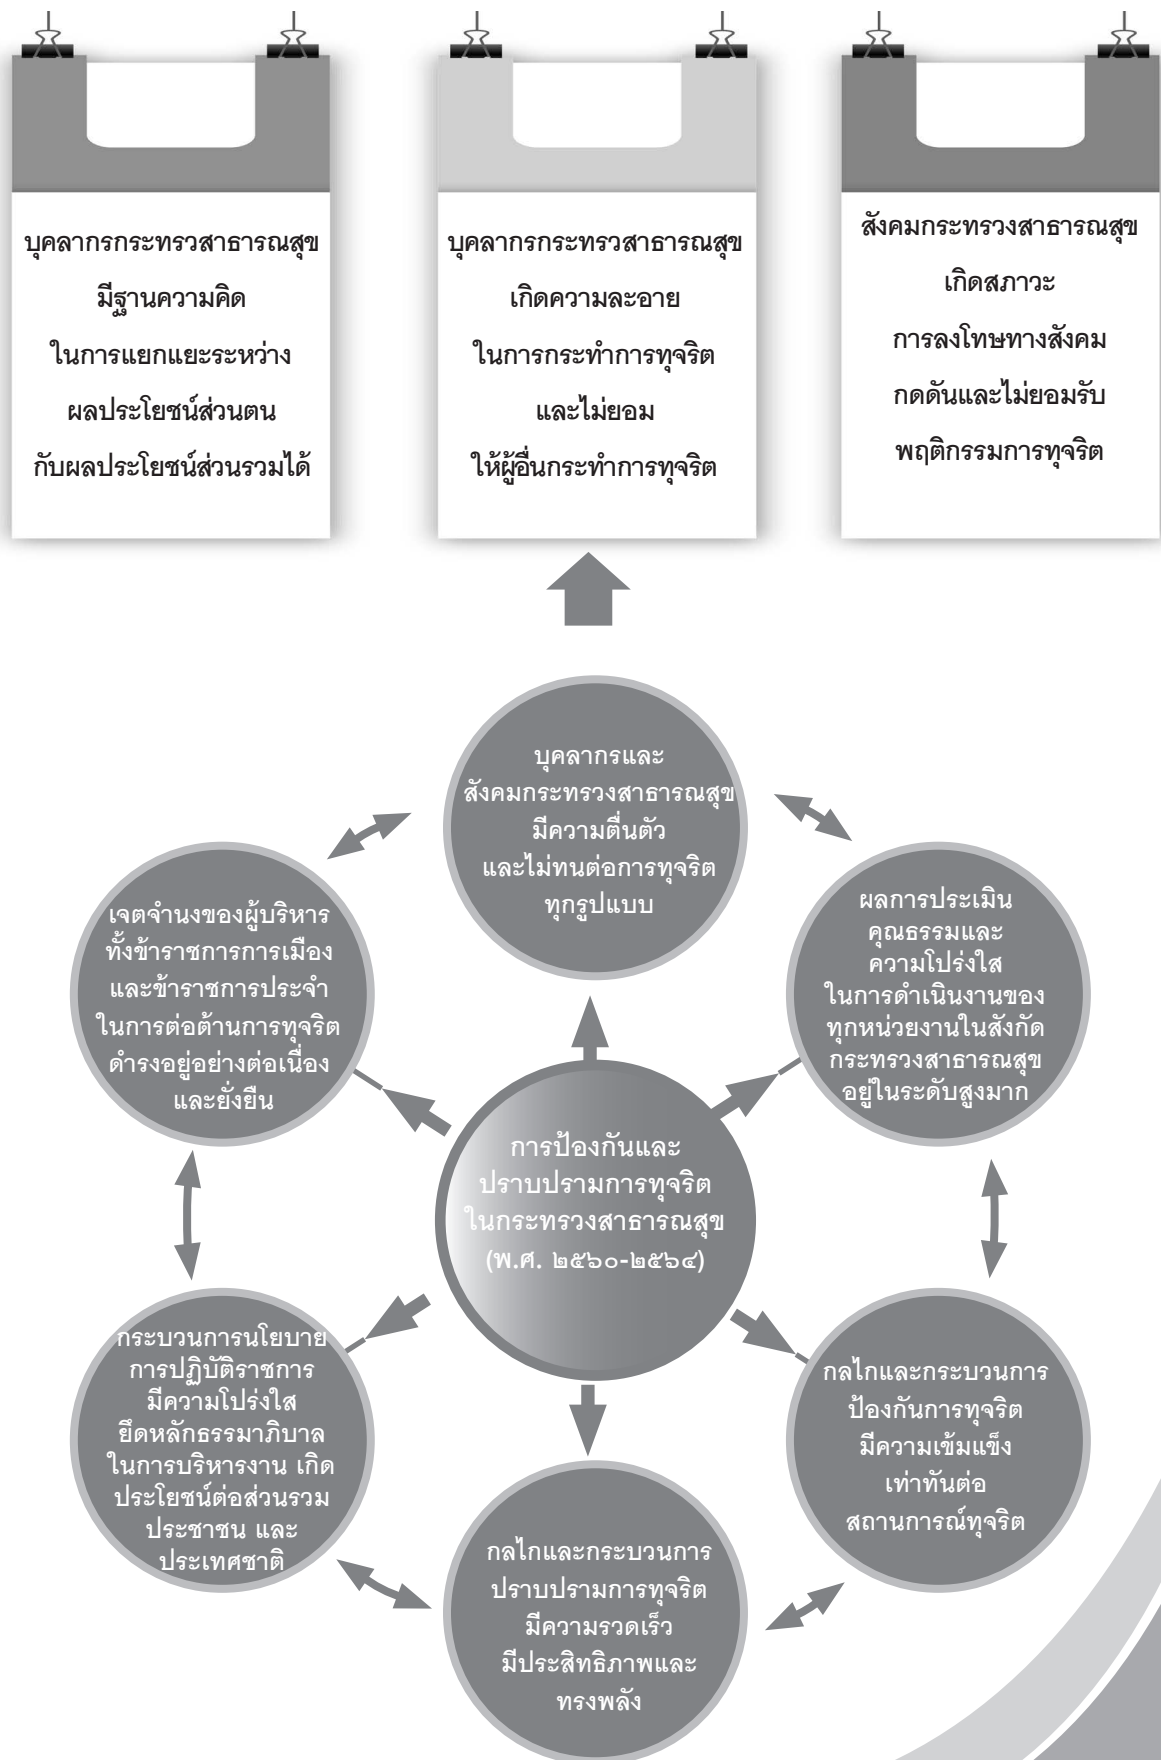 บุคลากรกระทรวสาธารณสุข
มีฐานความคิด
ในการแยกแยะระหว่าง
ผลประโยชน์ส่วนตน
กับผลประโยชน์ส่วนรวมได้
บุคลากรกระทรวสาธารณสุข
เกิดความละอาย
ในการกระทำการทุจริต
และไม่ยอม
ให้ผู้อื่นกระทำการทุจริต
สังคมกระทรวงสาธารณสุข
เกิดสภาวะ
การลงโทษทางสังคม
กดดันและไม่ยอมรับ
พฤติกรรมการทุจริต
บุคลากรและ
สังคมกระทรวงสาธารณสุข
มีความตื่นตัว
และไม่ทนต่อการทุจริต
ทุกรูปแบบ
เจตจำนงของผู้บริหาร
ทั้งข้าราชการการเมือง
และข้าราชการประจำ
ในการต่อต้านการทุจริต
ดำรงอยู่อย่างต่อเนื่อง
และยั่งยืน
ผลการประเมิน
คุณธรรมและ
ความโปร่งใส
ในการดำเนินงานของ
ทุกหน่วยงานในสังกัด
กระทรวงสาธารณสุข
อยู่ในระดับสูงมาก
การป้องกันและ
ปราบปรามการทุจริต
ในกระทรวงสาธารณสุข
(พ.ศ. ๒๕๖๐-๒๕๖๔)
กระบวนการนโยบาย
การปฏิบัติราชการ
มีความโปร่งใส
ยึดหลักธรรมาภิบาล
ในการบริหารงาน เกิด
ประโยชน์ต่อส่วนรวม
ประชาชน และ
ประเทศชาติ
กลไกและกระบวนการ
ป้องกันการทุจริต
มีความเข้มแข็ง
เท่าทันต่อ
สถานการณ์ทุจริต
กลไกและกระบวนการ
ปราบปรามการทุจริต
มีความรวดเร็ว
มีประสิทธิภาพและ
ทรงพลัง